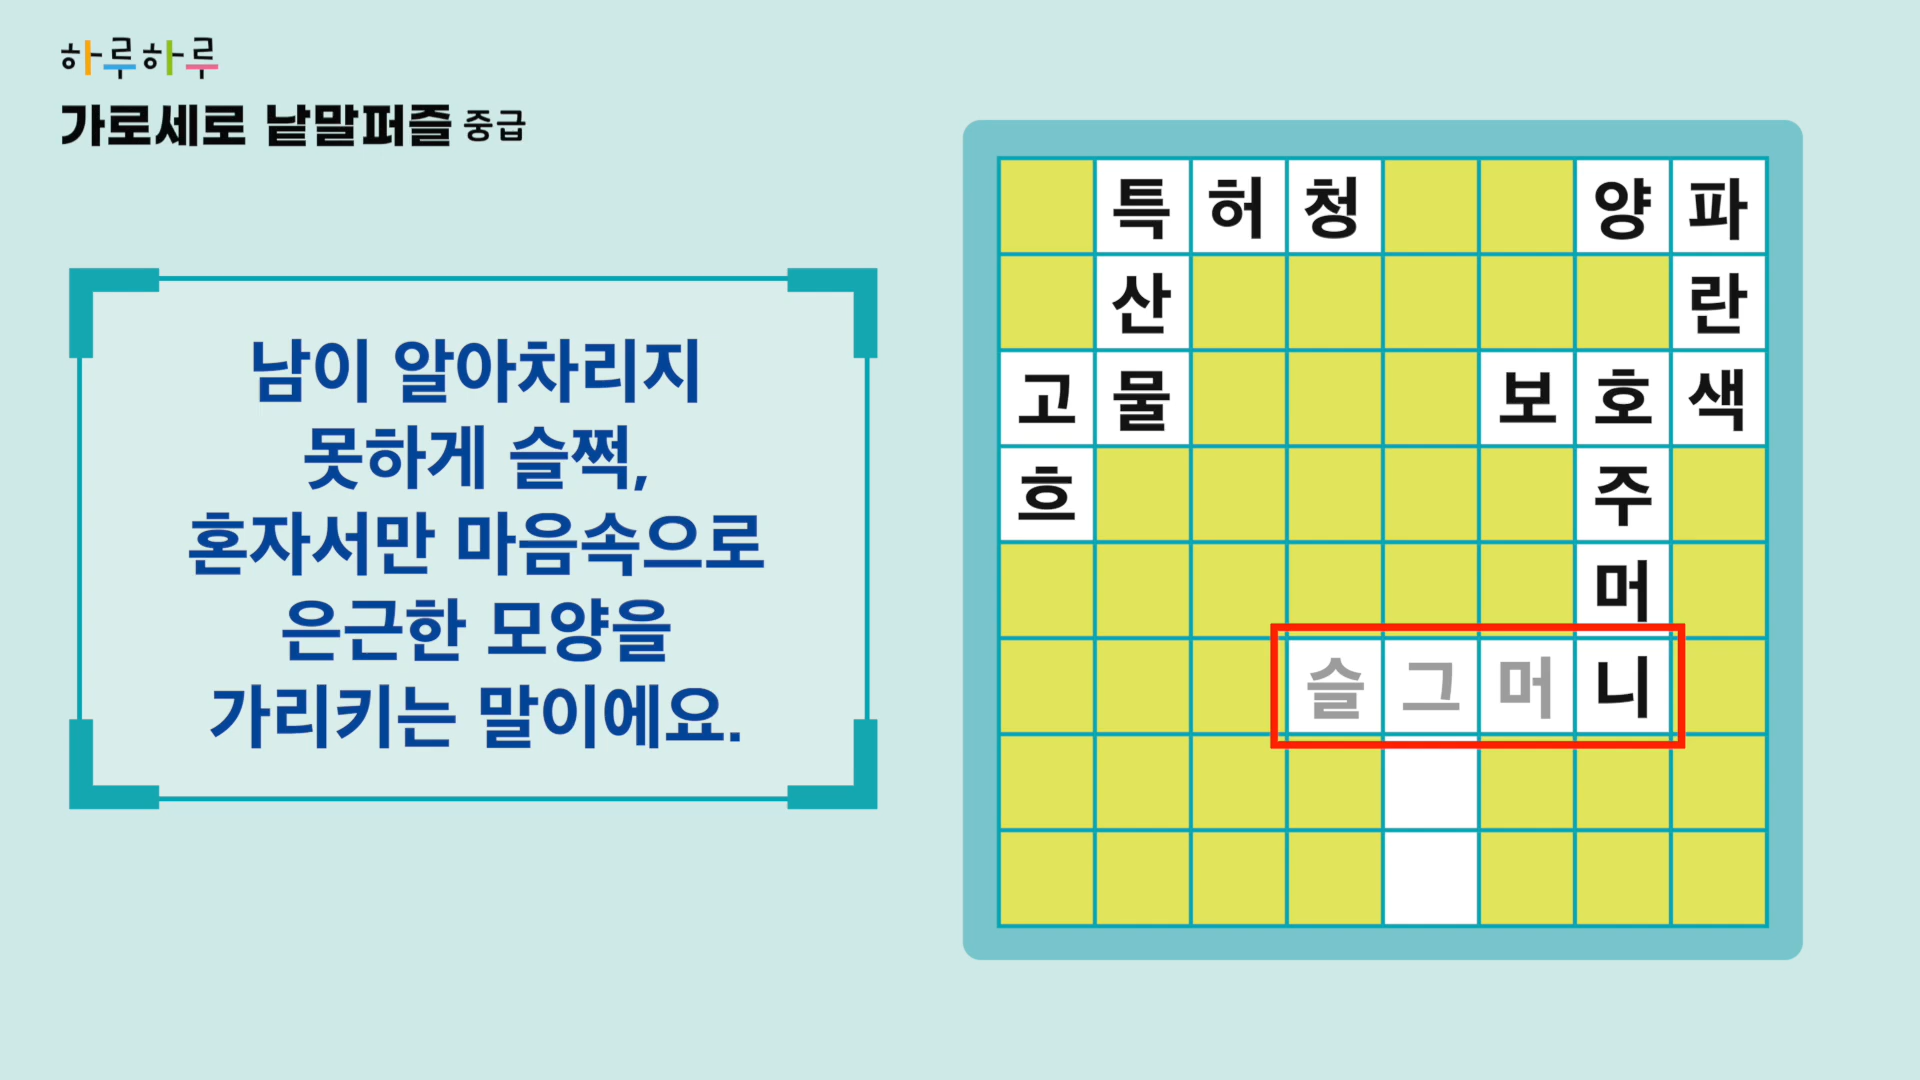 하루하루
가로세로 낱말퍼즐 중급
남이 알아차리지
못하게 슬쩍,
혼자서만 마음속으로
은근한 모양을
가리키는 말이에요.
특 허 청 양 파
산 란
고 물 보 호 색
흐 주
머
슬 그 머 니